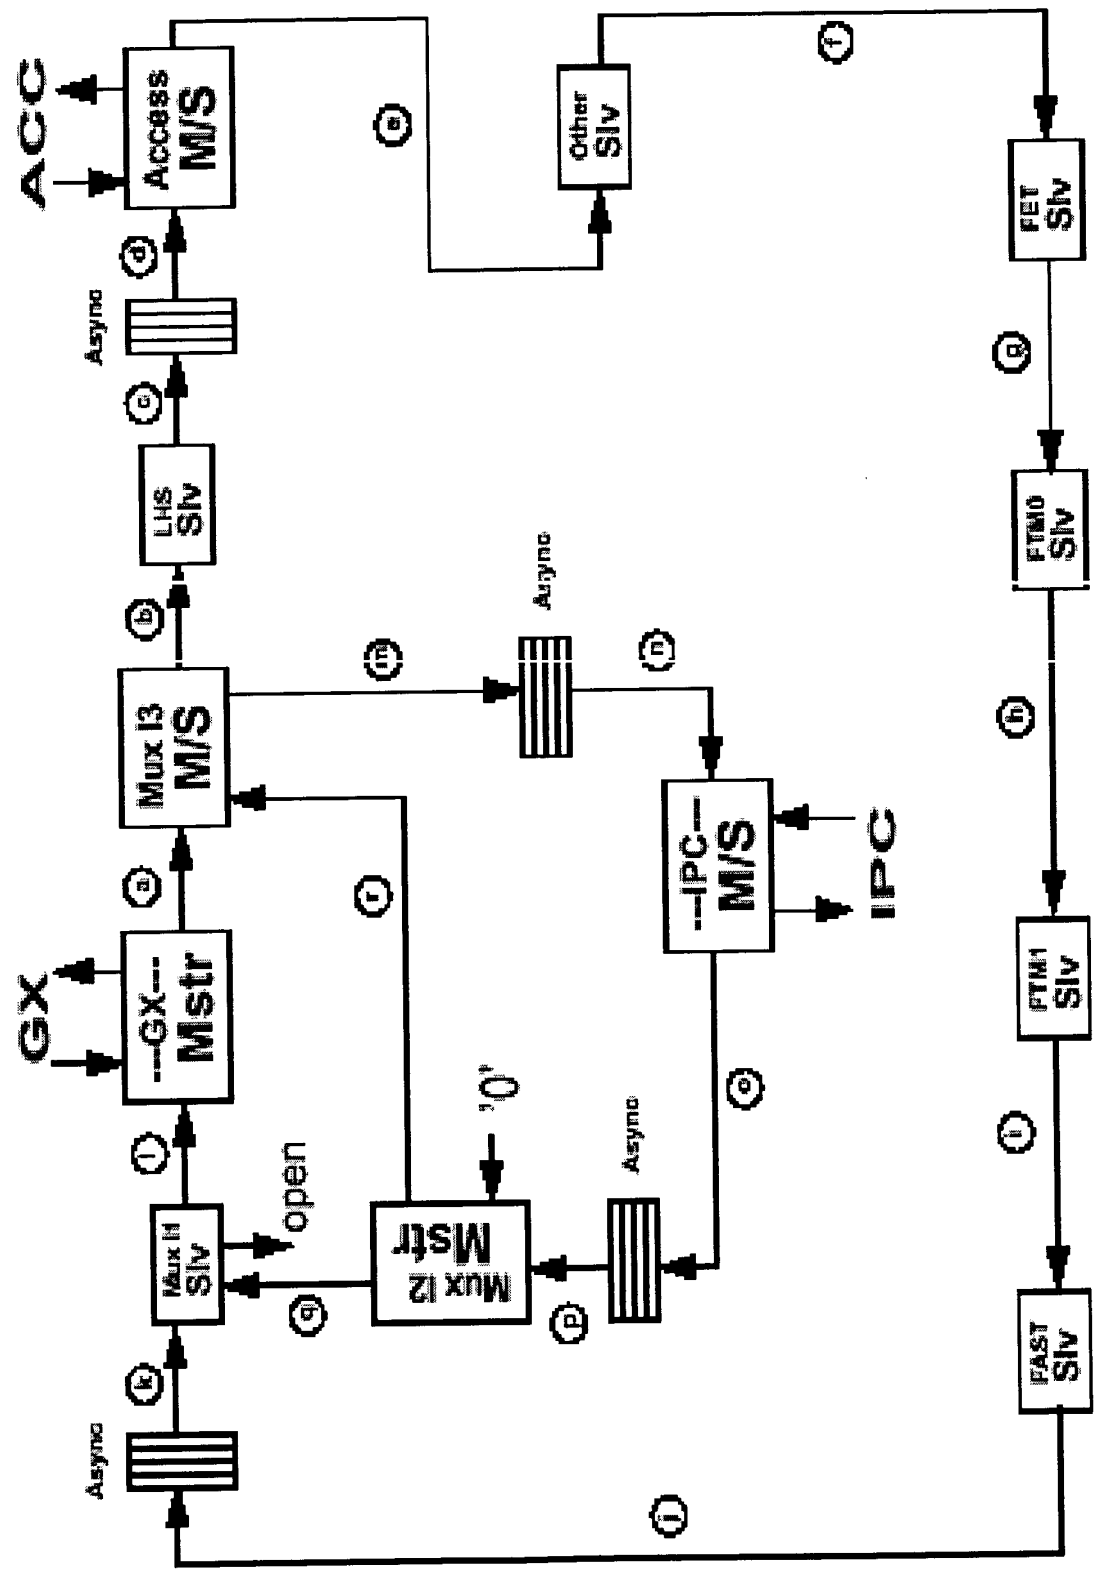 GX
ACC
Async
k
Mux I1
Slv
l
---GX---
Mstr
a
Mux I3
M/S
b
LHS
Slv
c
Async
d
Access
M/S
e
open
q
Mux I2
Mstr
"0"
r
m
Async
n
---IPC---
M/S
IPC
o
Async
p
Other
Slv
f
FET
Slv
g
FTM0
Slv
h
FTM1
Slv
i
FAST
Slv
j